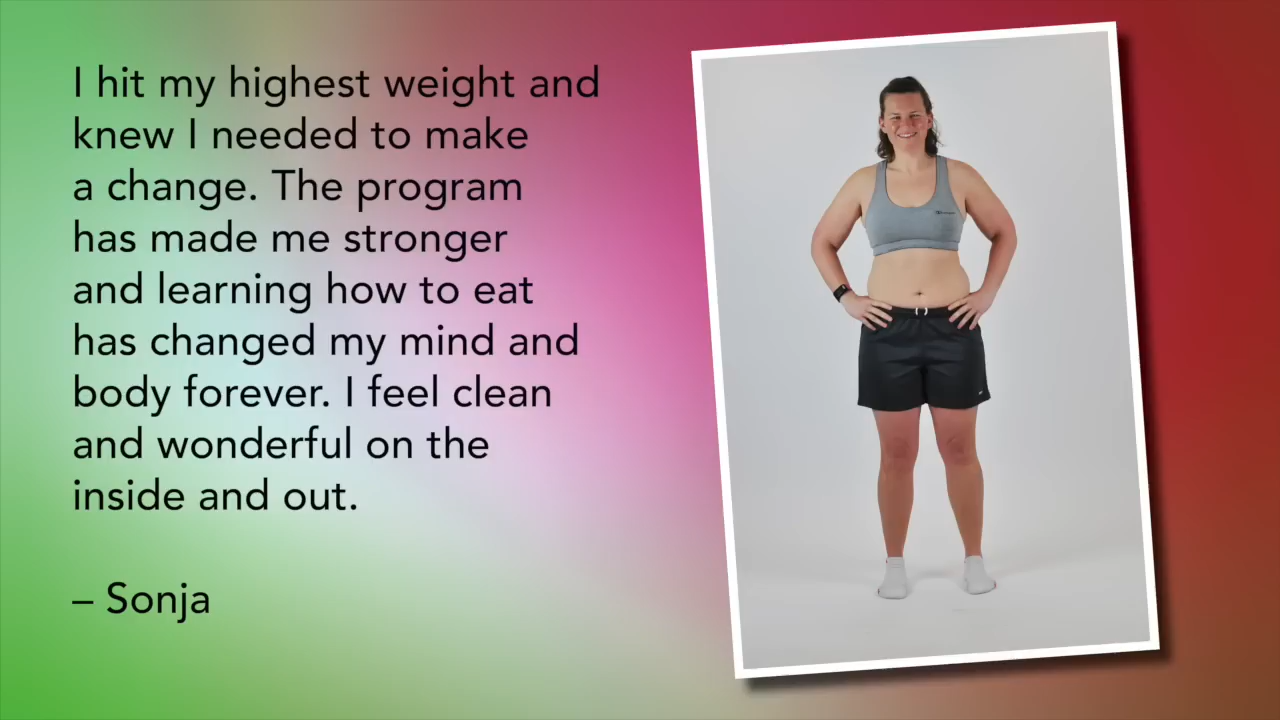 I hit my highest weight and
knew I needed to make
a change. The program
has made me stronger
and learning how to eat
has changed my mind and
body forever. I feel clean
and wonderful on the
inside and out.
– Sonja